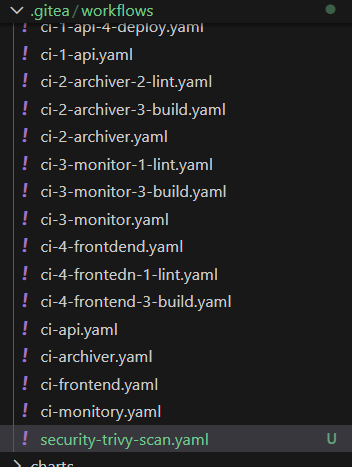 .gitea / workflows
ci-1-api-4-deploy.yaml
! ci-1-api.yaml
! ci-2-archiver-2-lint.yaml
! ci-2-archiver-3-build.yaml
! ci-2-archiver.yaml
! ci-3-monitor-1-lint.yaml
! ci-3-monitor-3-build.yaml
! ci-3-monitor.yaml
! ci-4-frontdend.yaml
! ci-4-frontedn-1-lint.yaml
! ci-4-frontend-3-build.yaml
! ci-api.yaml
! ci-archiver.yaml
! ci-frontend.yaml
! ci-monitory.yaml
! security-trivy-scan.yaml U
charts